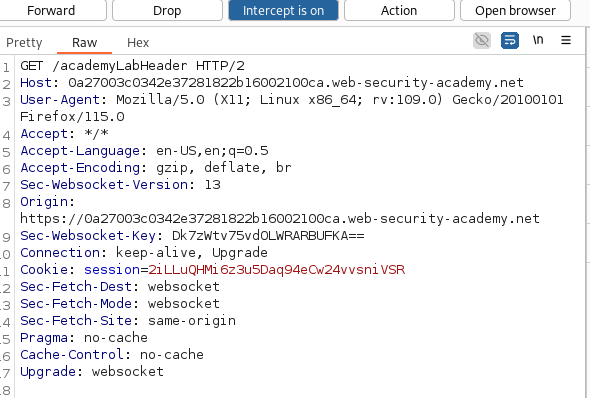 Forward Drop Intercept is on Action Open browser
Pretty Raw Hex \n
1 GET /academyLabHeader HTTP/2
2 Host: 0a27003c0342e37281822b16002100ca.web-security-academy.net
3 User-Agent: Mozilla/5.0 (X11; Linux x86_64; rv:109.0) Gecko/20100101
Firefox/115.0
4 Accept: */*
5 Accept-Language: en-US,en;q=0.5
6 Accept-Encoding: gzip, deflate, br
7 Sec-Websocket-Version: 13
8 Origin:
https://0a27003c0342e37281822b16002100ca.web-security-academy.net
9 Sec-Websocket-Key: Dk7zWtv75vdOLWRARBUFKA==
10 Connection: keep-alive, Upgrade
11 Cookie: session=2iLLuQHMi6z3u5Daq94eCw24vvsniVSR
12 Sec-Fetch-Dest: websocket
13 Sec-Fetch-Mode: websocket
14 Sec-Fetch-Site: same-origin
15 Pragma: no-cache
16 Cache-Control: no-cache
17 Upgrade: websocket
18